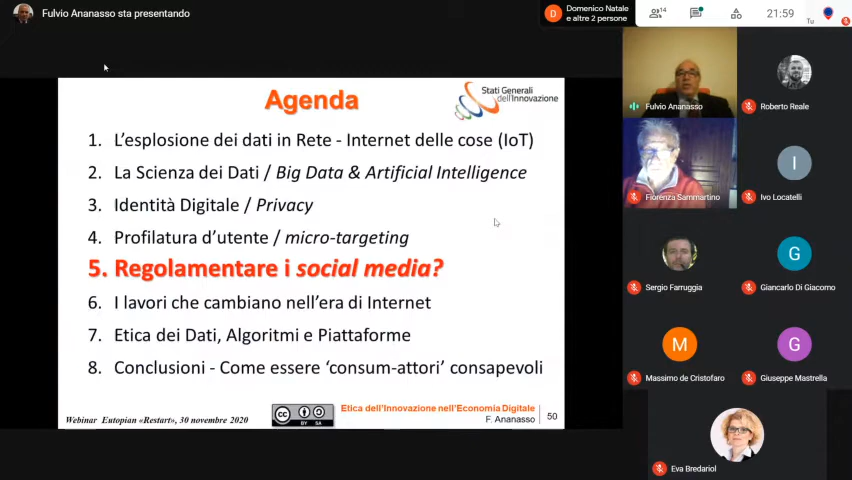 Fulvio Ananasso sta presentando
D
Domenico Natale
e altre 2 persone
14
21:59
Tu
Agenda
Stati Generali
dell'Innovazione
1. L'esplosione dei dati in Rete - Internet delle cose (IoT)
2. La Scienza dei Dati / Big Data & Artificial Intelligence
3. Identità Digitale / Privacy
4. Profilatura d'utente / micro-targeting
5. Regolamentare i social media?
6. I lavori che cambiano nell'era di Internet
7. Etica dei Dati, Algoritmi e Piattaforme
8. Conclusioni - Come essere 'consum-attori' consapevoli
Webinar Eutopian «Restart», 30 novembre 2020
cc
BY SA
Etica dell'Innovazione nell'Economia Digitale
F. Ananasso
50
Fulvio Ananasso
Roberto Reale
Fiorenza Sammartino
I
Ivo Locatelli
Sergio Farruggia
G
Giancarlo Di Giacomo
M
Massimo de Cristofaro
G
Giuseppe Mastrella
Eva Bredariol